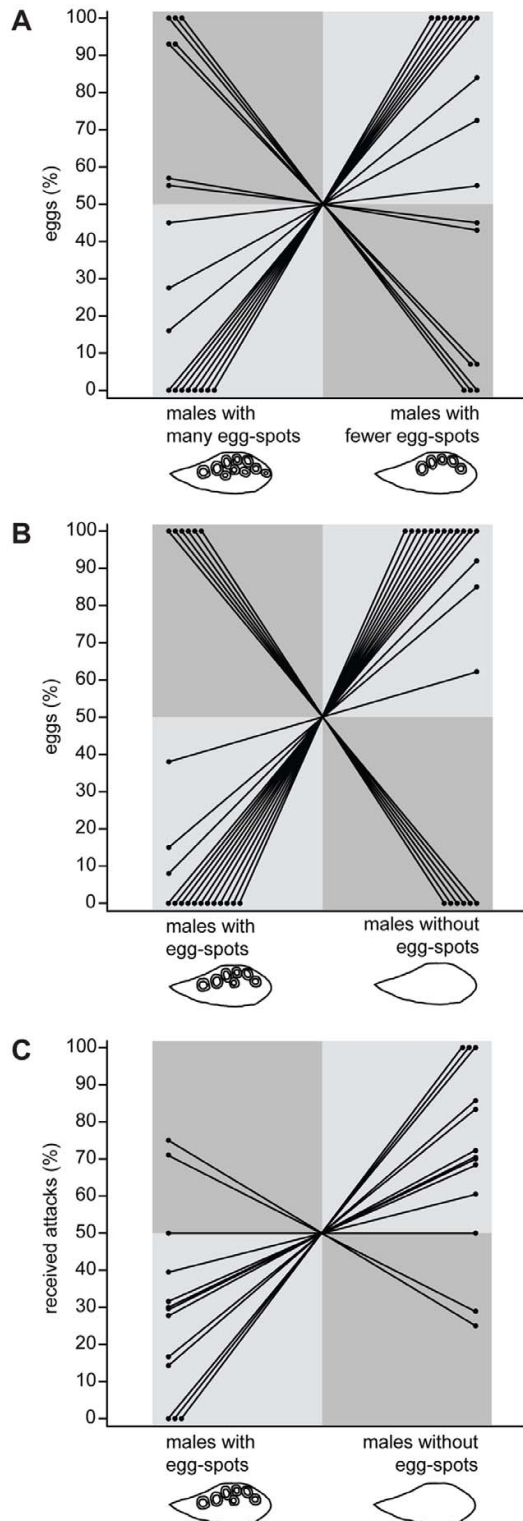 A
100
90
80
70
60
50
40
30
20
10
0
eggs (%)
males with
many egg-spots
males with
fewer egg-spots
B
100
90
80
70
60
50
40
30
20
10
0
eggs (%)
males with
egg-spots
males without
egg-spots
C
100
90
80
70
60
50
40
30
20
10
0
received attacks (%)
males with
egg-spots
males without
egg-spots